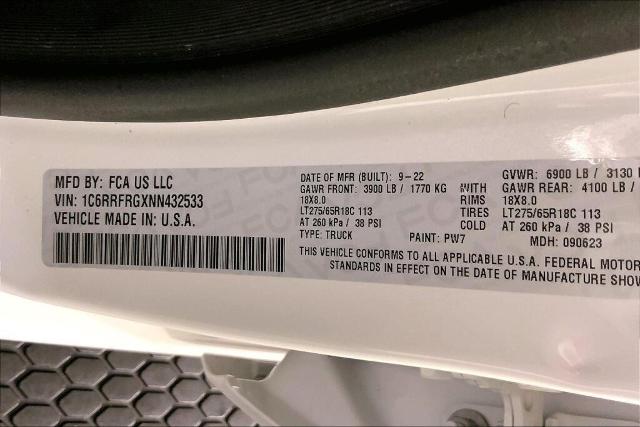 MFD BY: FCA US LLC
VIN: 1C6RRFRGXNN432533
VEHICLE MADE IN U.S.A.
DATE OF MFR (BUILT): 9-22 GVWR: 6900 LB / 3130
GAWR FRONT: 3900 LB / 1770 KG WITH GAWR REAR: 4100 LB /
18X8.0 RIMS 18X8.0
LT275/65R18C 113 TIRES LT275/65R18C 113
AT 260 kPa / 38 PSI COLD AT 260 kPa / 38 PSI
TYPE: TRUCK PAINT: PW7 MDH: 090623
THIS VEHICLE CONFORMS TO ALL APPLICABLE U.S.A. FEDERAL MOTOR
STANDARDS IN EFFECT ON THE DATE OF MANUFACTURE SHOW